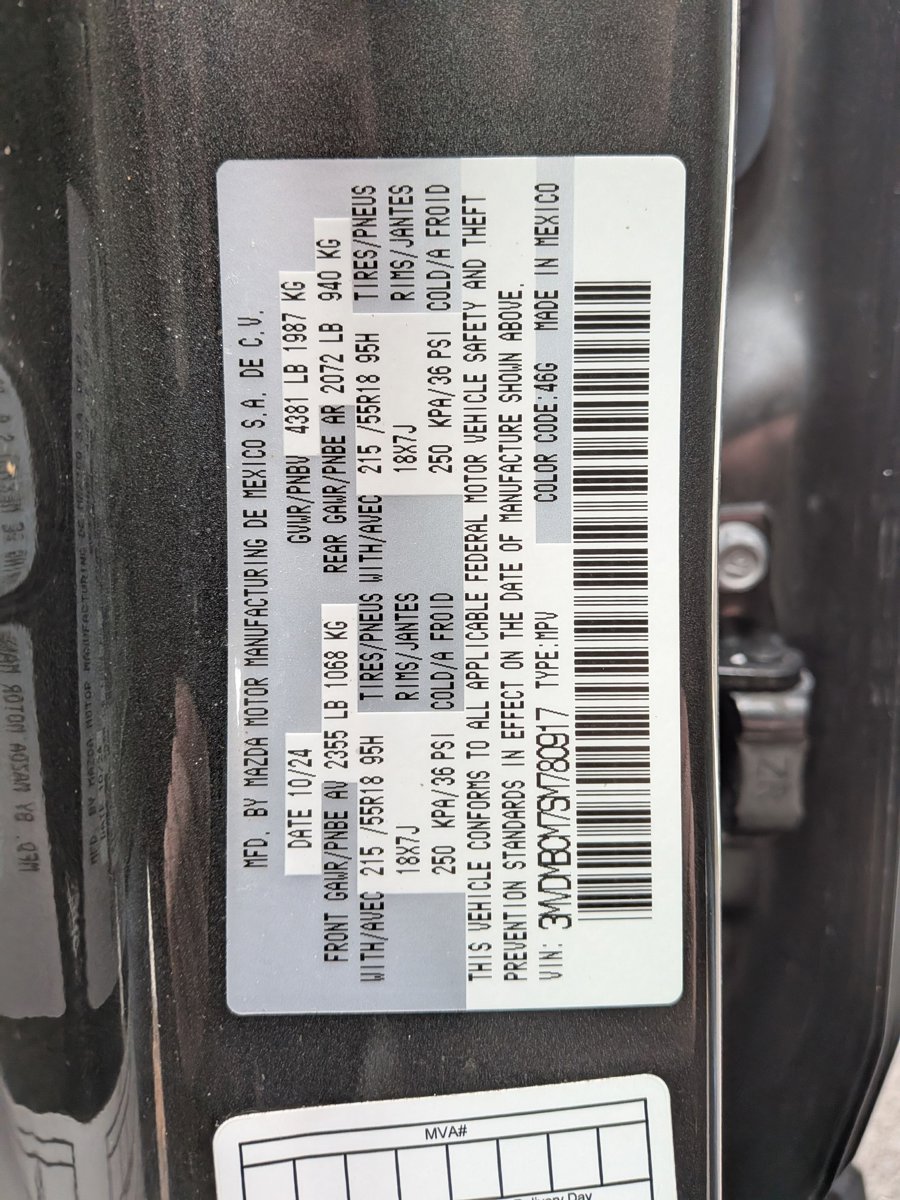 MFD. BY MAZDA MOTOR MANUFACTURING DE MEXICO S.A. DE C.V.
DATE 10/24 GVWR/PNBV 4381 LB 1987 KG
FRONT GAWR/PNBE AV 2355 LB 1068 KG REAR GAWR/PNBE AR 2072 LB 940 KG
WITH/AVEC 215 /55R18 95H TIRES/PNEUS WITH/AVEC 215 /55R18 95H TIRES/PNEUS
18X7J RIMS/JANTES 18X7J RIMS/JANTES
250 KPA/36 PSI COLD/A FROID 250 KPA/36 PSI COLD/A FROID
THIS VEHICLE CONFORMS TO ALL APPLICABLE FEDERAL MOTOR VEHICLE SAFETY AND THEFT
PREVENTION STANDARDS IN EFFECT ON THE DATE OF MANUFACTURE SHOWN ABOVE.
VIN: 3MVDMBCM7SM780917 TYPE:MPV COLOR CODE:46G MADE IN MEXICO
MVA#
Delivery Day